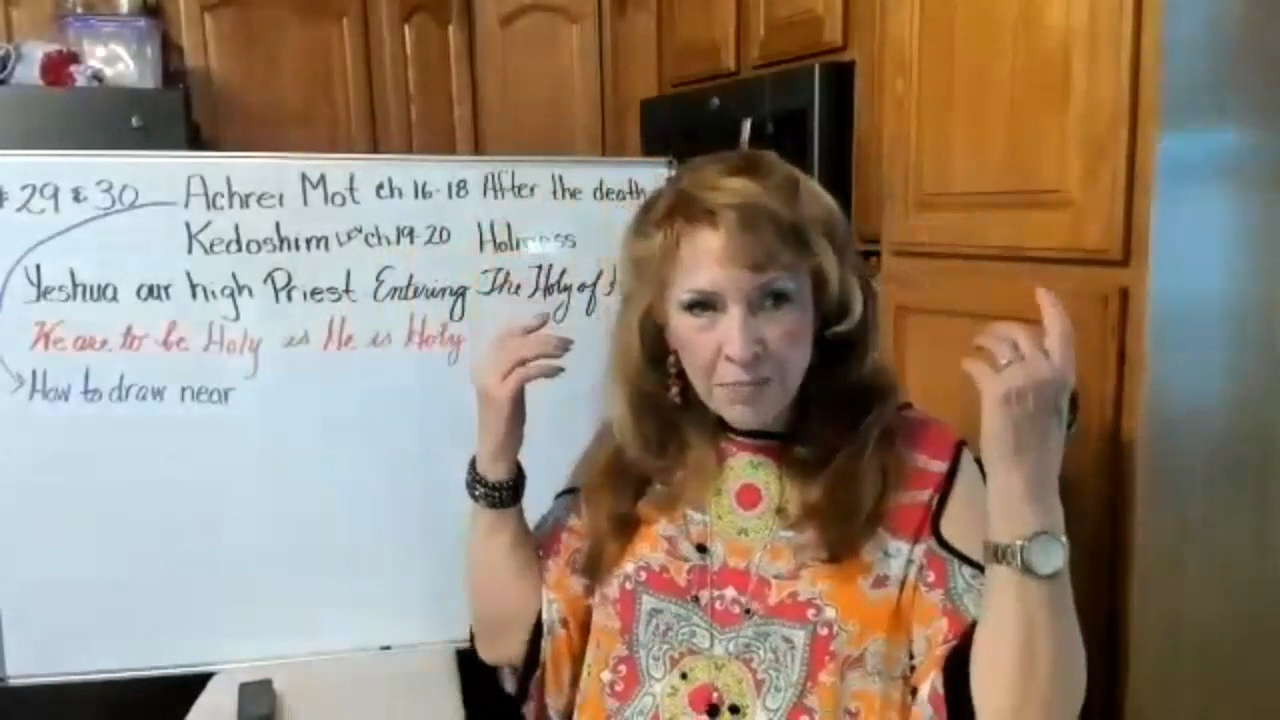 #29 & 30 Achrei Mot ch 16-18 After the death
Kedoshim Lev ch 19-20 Holiness
Yeshua our high Priest Entering The Holy of
We are to be Holy as He is Holy
How to draw near